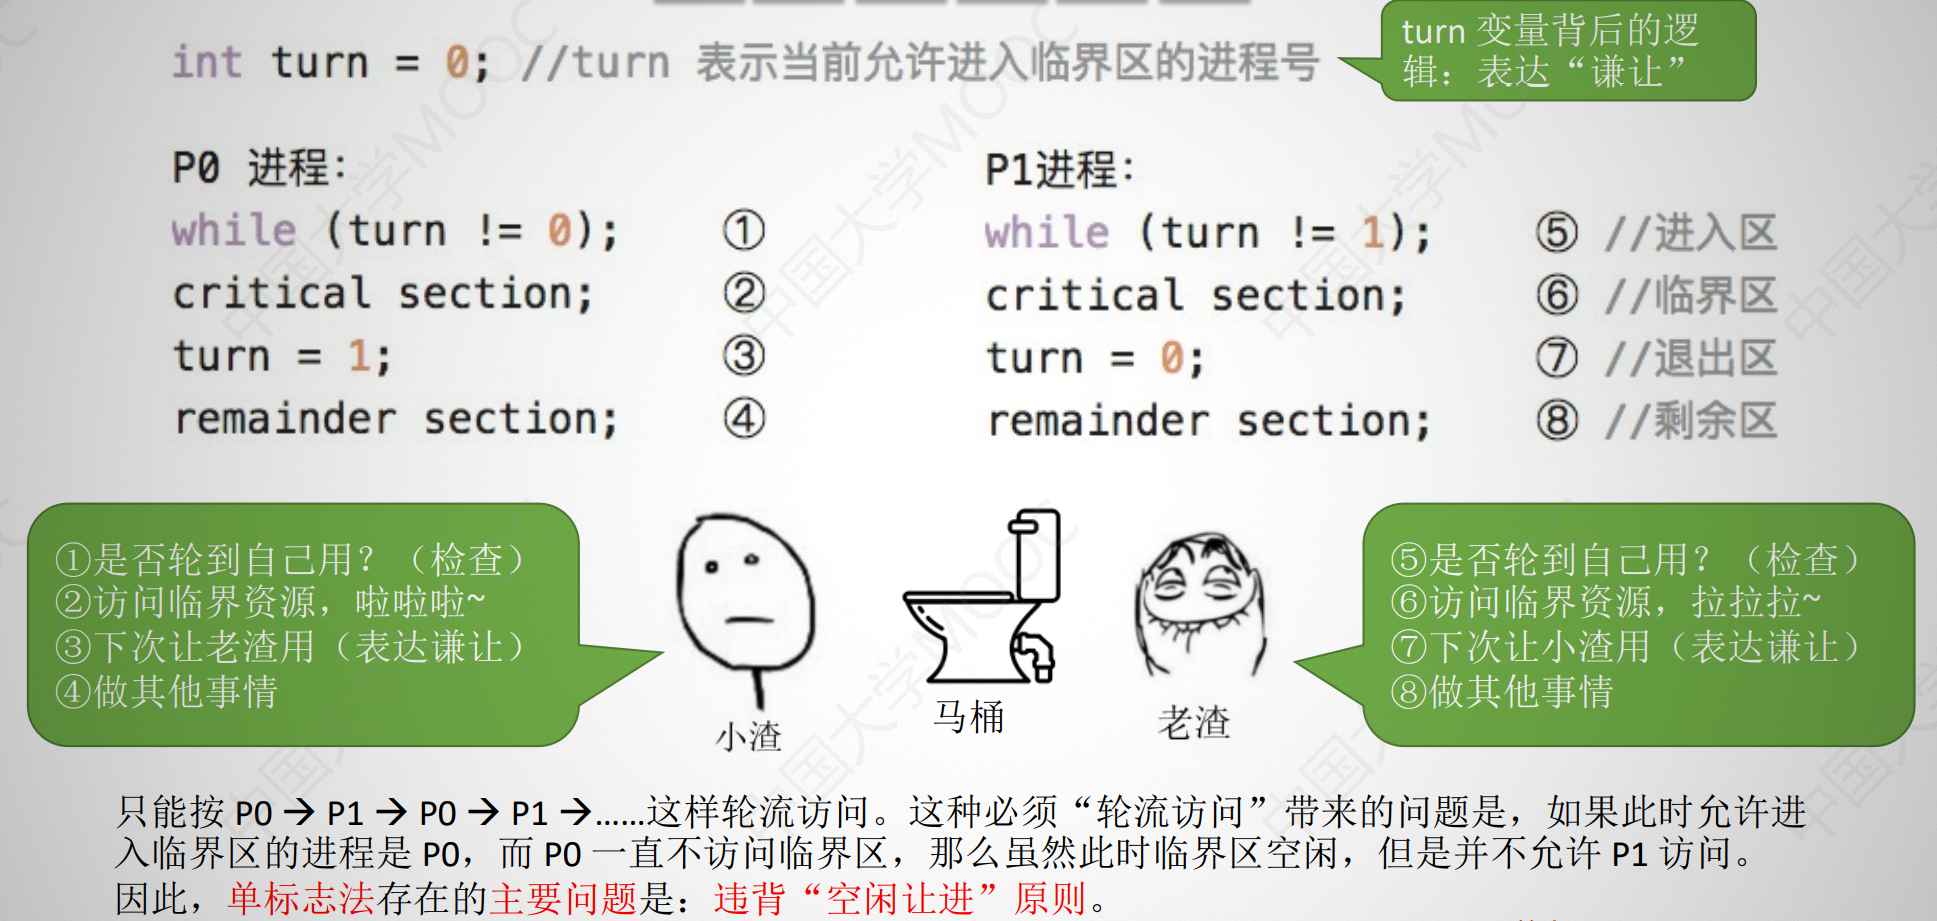 int turn = 0; //turn 表示当前允许进入临界区的进程号
turn 变量背后的逻
辑：表达“谦让”
P0 进程：
while (turn != 0); ①
critical section; ②
turn = 1; ③
remainder section; ④
P1进程：
while (turn != 1); ⑤ //进入区
critical section; ⑥ //临界区
turn = 0; ⑦ //退出区
remainder section; ⑧ //剩余区
①是否轮到自己用？（检查）
②访问临界资源，啦啦啦~
③下次让老渣用（表达谦让）
④做其他事情
小渣
马桶
老渣
⑤是否轮到自己用？（检查）
⑥访问临界资源，拉拉拉~
⑦下次让小渣用（表达谦让）
⑧做其他事情
只能按 P0 → P1 → P0 → P1 →……这样轮流访问。这种必须“轮流访问”带来的问题是，如果此时允许进
入临界区的进程是 P0，而 P0 一直不访问临界区，那么虽然此时临界区空闲，但是并不允许 P1 访问。
因此，单标志法存在的主要问题是：违背“空闲让进”原则。
中国大学MOOC